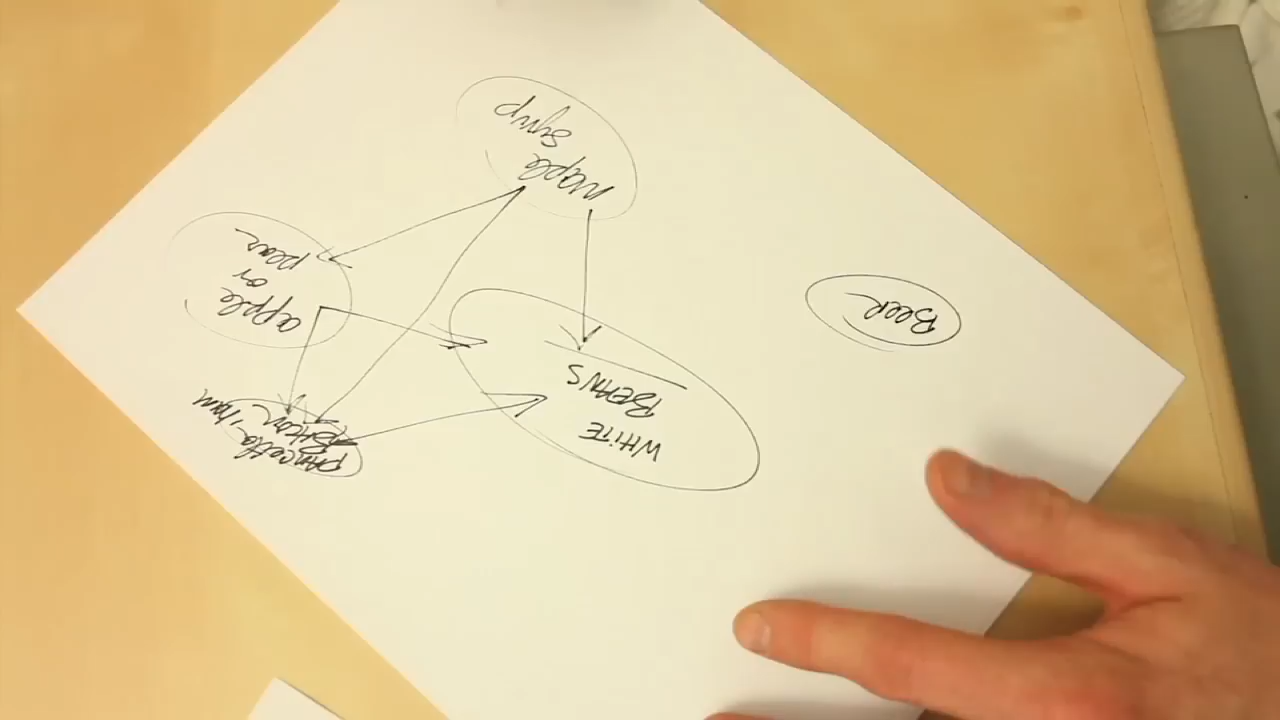 WHITE
BEANS
pancetta, ham
bacon
apple
or
pear
maple
syrup
Beer